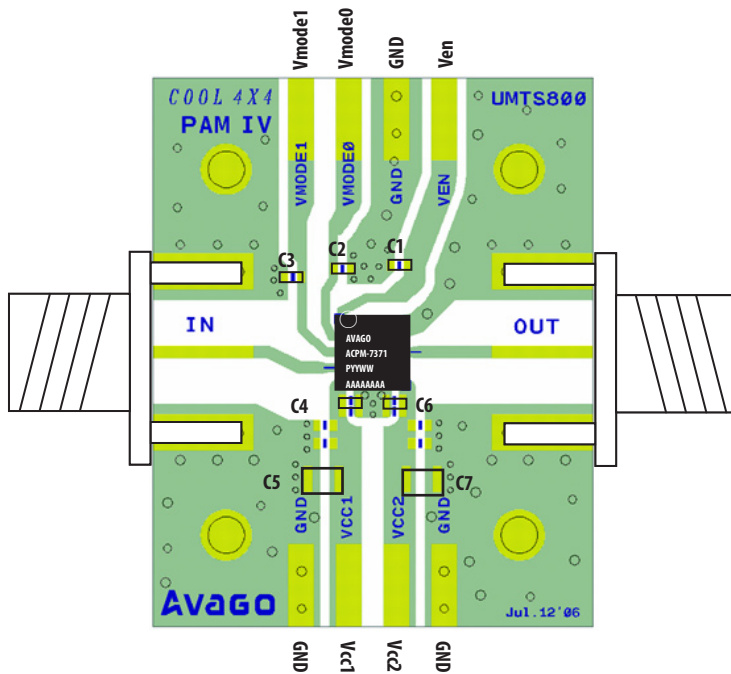 Vmode1
Vmode0
GND
Ven
COOL 4X4
UMTS800
PAM IV
VMODE1
VMODE0
GND
VEN
C3
C2
C1
IN
OUT
AVAGO
ACPM-7371
PYYWW
AAAAAAAA
C4
C6
C5
C7
GND
VCC1
VCC2
GND
AVAGO
Jul.12'06
GND
Vcc1
Vcc2
GND